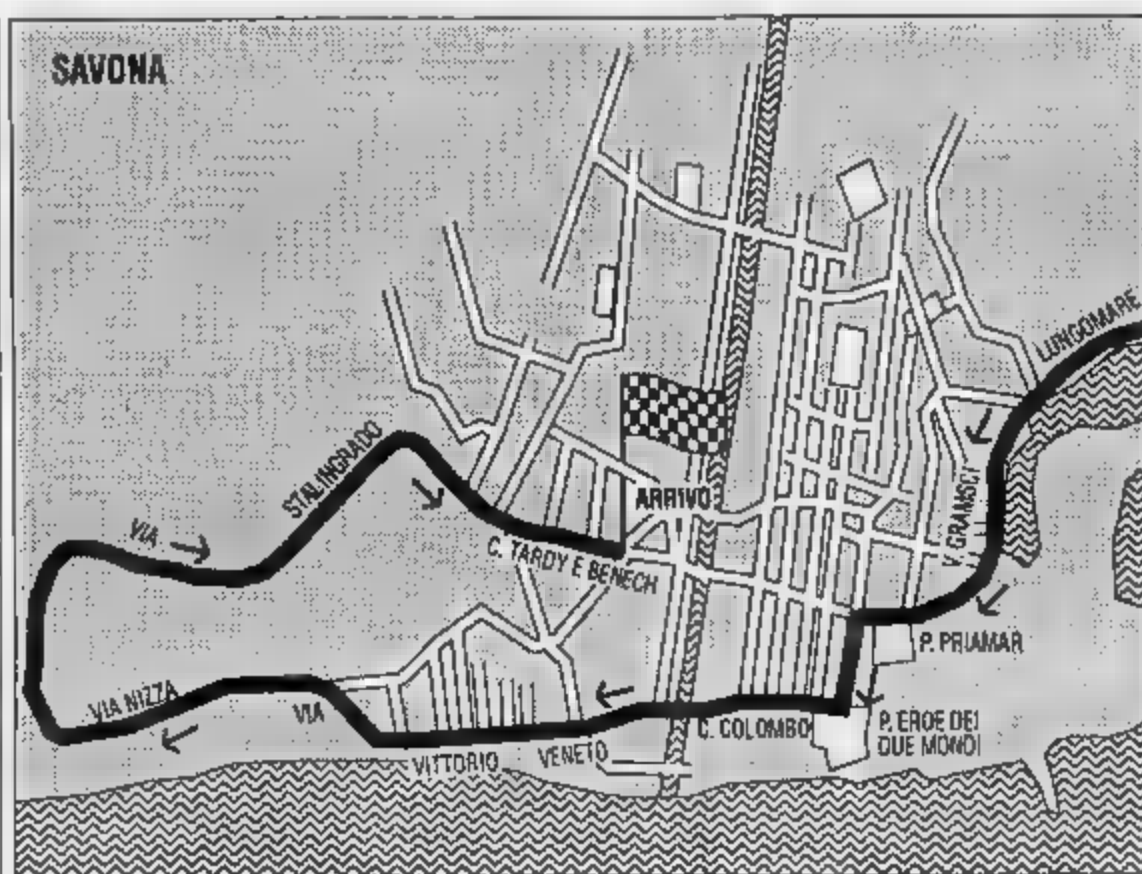 SAVONA
LUNGOMARE
STALINGRADO
VIA
V. GRAMSCI
ARRIVO
C. TARDY E BENECH
P. PRIAMAR
VIA NIZZA
VIA
VITTORIO
VENETO
C. COLOMBO
P. EROE DEI
DUE MONDI